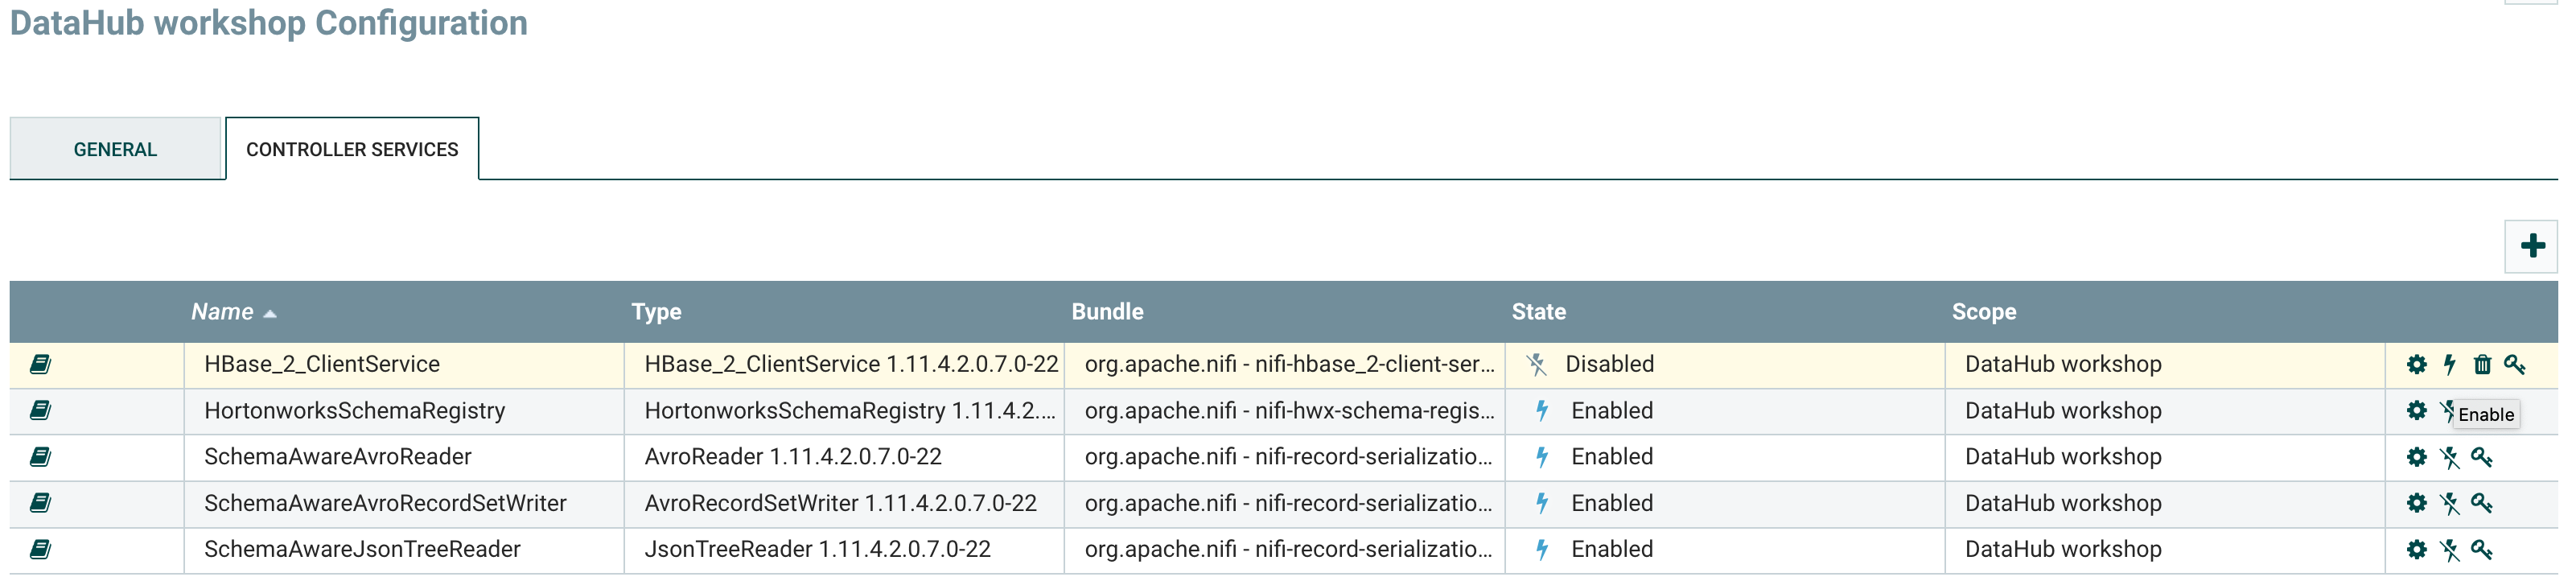 DataHub workshop Configuration
GENERAL CONTROLLER SERVICES
Name Type Bundle State Scope
HBase_2_ClientService HBase_2_ClientService 1.11.4.2.0.7.0-22 org.apache.nifi - nifi-hbase_2-client-ser... Disabled DataHub workshop
HortonworksSchemaRegistry HortonworksSchemaRegistry 1.11.4.2.... org.apache.nifi - nifi-hwx-schema-regis... Enabled DataHub workshop
Enable
SchemaAwareAvroReader AvroReader 1.11.4.2.0.7.0-22 org.apache.nifi - nifi-record-serializatio... Enabled DataHub workshop
SchemaAwareAvroRecordSetWriter AvroRecordSetWriter 1.11.4.2.0.7.0-22 org.apache.nifi - nifi-record-serializatio... Enabled DataHub workshop
SchemaAwareJsonTreeReader JsonTreeReader 1.11.4.2.0.7.0-22 org.apache.nifi - nifi-record-serializatio... Enabled DataHub workshop